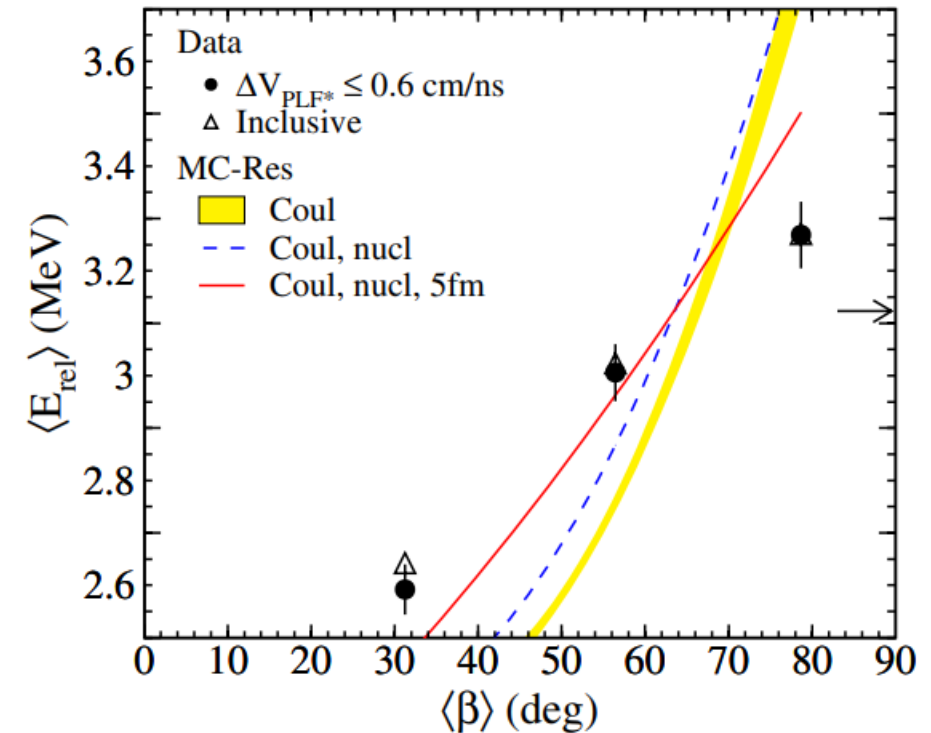 Data
ΔV_PLF* ≤ 0.6 cm/ns
Inclusive
MC-Res
Coul
Coul, nucl
Coul, nucl, 5fm
⟨E_rel⟩ (MeV)
3.6
3.4
3.2
3
2.8
2.6
0 10 20 30 40 50 60 70 80 90
⟨β⟩ (deg)